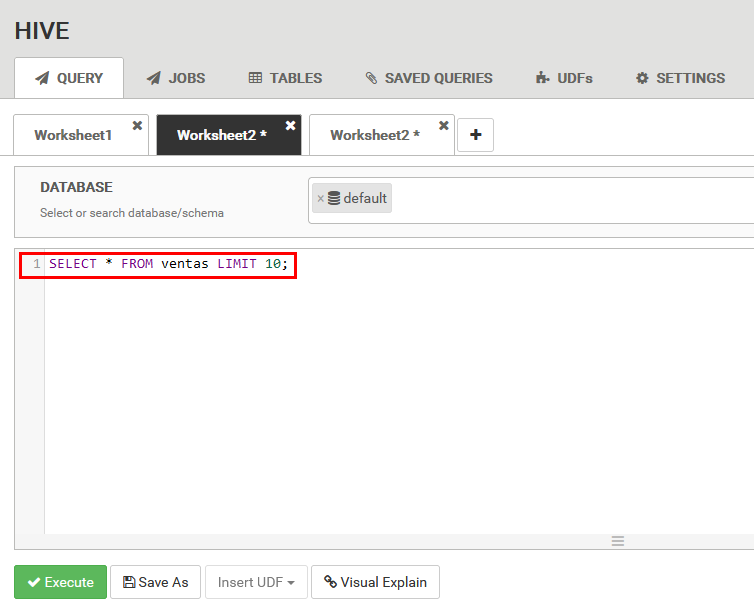 HIVE
QUERY JOBS TABLES SAVED QUERIES UDFs SETTINGS
Worksheet1 Worksheet2 * Worksheet2 * +
DATABASE
Select or search database/schema
× default
1 SELECT * FROM ventas LIMIT 10;
Execute Save As Insert UDF Visual Explain